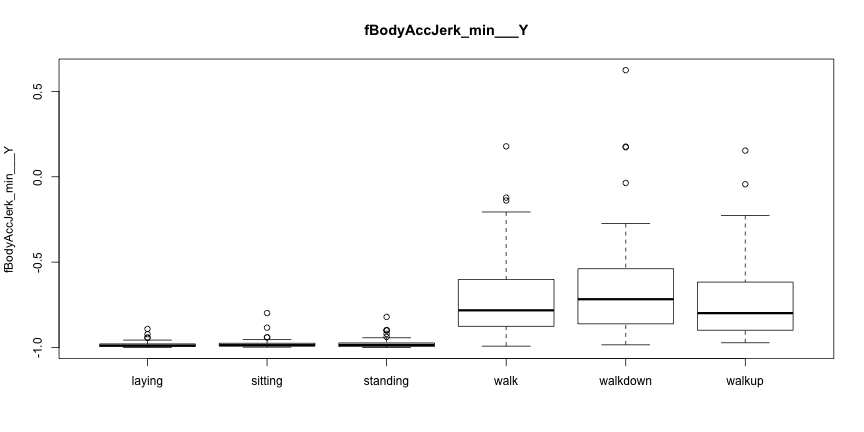 fBodyAccJerk_min___Y
fBodyAccJerk_min___Y
0.5
0.0
-0.5
-1.0
laying sitting standing walk walkdown walkup